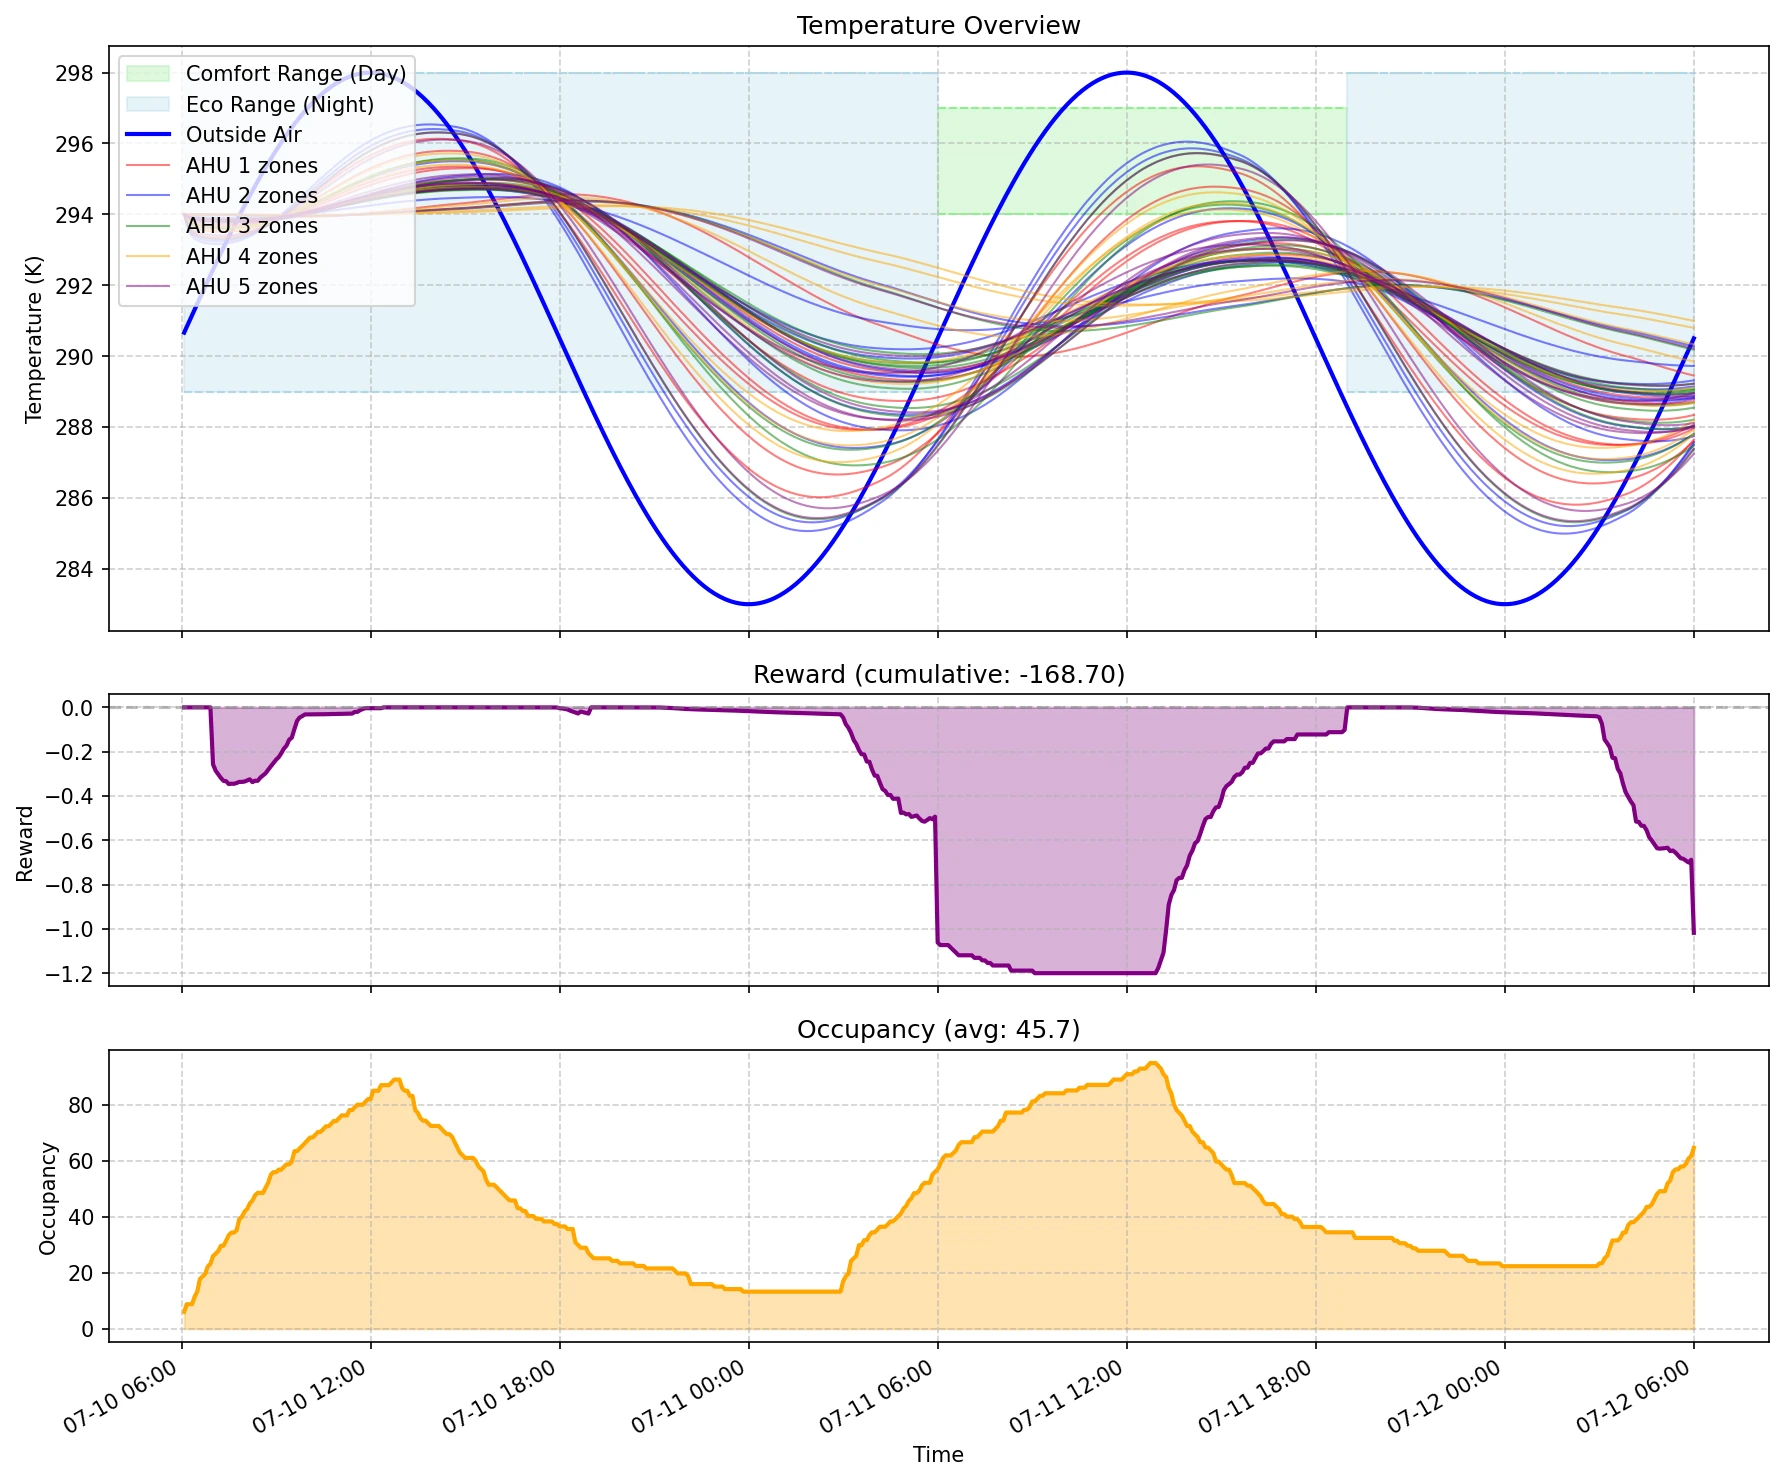 Temperature Overview
Temperature (K)
298
296
294
292
290
288
286
284
Comfort Range (Day)
Eco Range (Night)
Outside Air
AHU 1 zones
AHU 2 zones
AHU 3 zones
AHU 4 zones
AHU 5 zones
Reward (cumulative: -168.70)
Reward
0.0
−0.2
−0.4
−0.6
−0.8
−1.0
−1.2
Occupancy (avg: 45.7)
Occupancy
80
60
40
20
0
07-10 06:00
07-10 12:00
07-10 18:00
07-11 00:00
07-11 06:00
07-11 12:00
07-11 18:00
07-12 00:00
07-12 06:00
Time